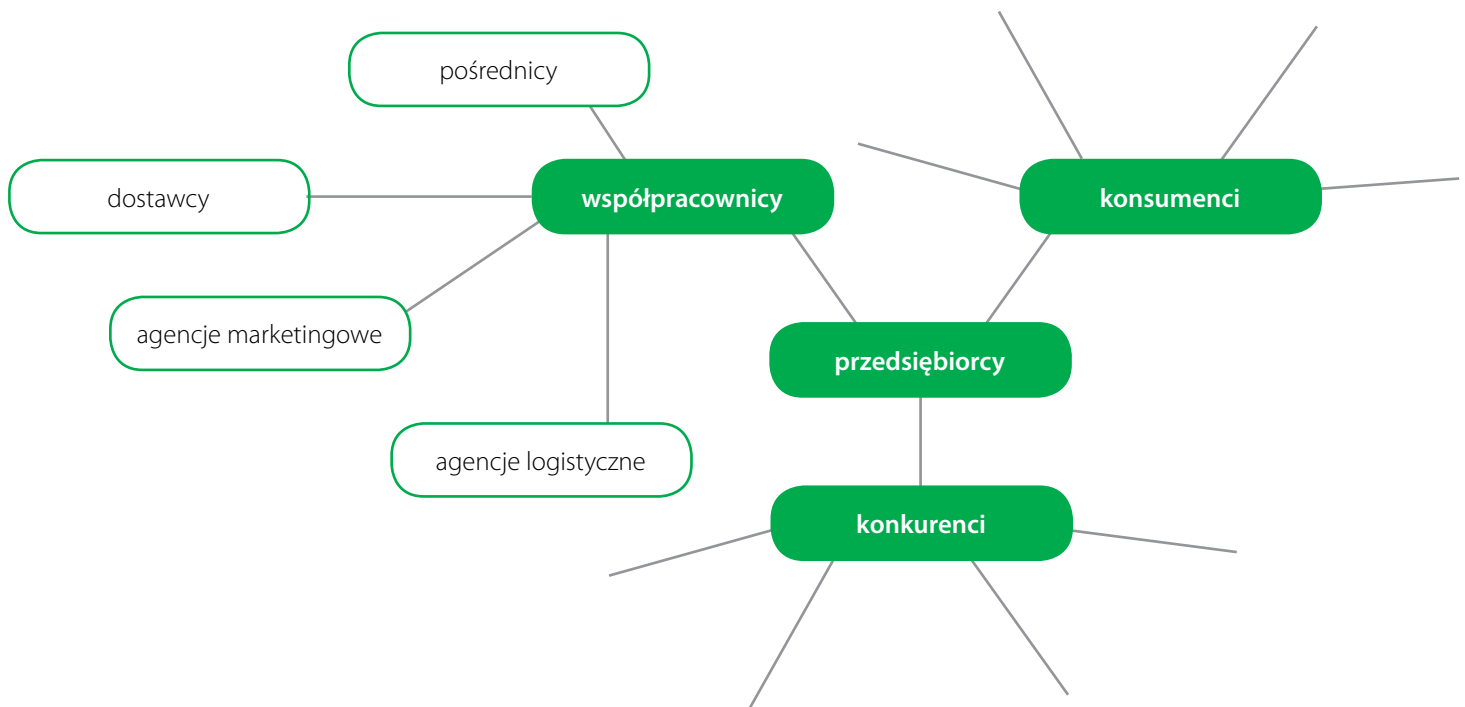 pośrednicy
dostawcy
współpracownicy
konsumenci
agencje marketingowe
przedsiębiorcy
agencje logistyczne
konkurenci